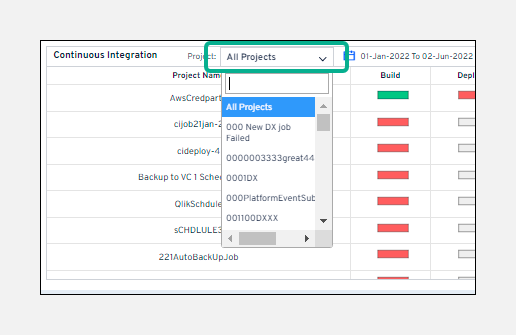 Continuous Integration Project: All Projects 01-Jan-2022 To 02-Jun-2022
Project Name Build
All Projects
000 New DX job
Failed
0000003333great44
0001DX
000PlatformEventSub
001100DXXX
AwsCredpart
cijob21jan-2
cideploy-4
Backup to VC 1 Sched
QlikSchdule
sCHDLULE3
221AutoBackUpJob